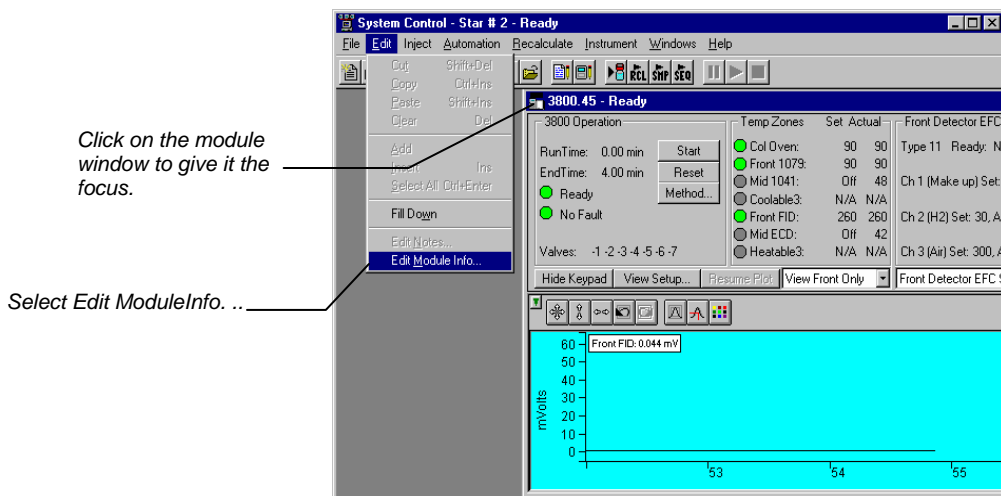 System Control - Star # 2 - Ready
File Edit Inject Automation Recalculate Instrument Windows Help
Cut Shift+Del
Copy Ctrl+Ins
Paste Shift+Ins
Clear Del
Add
Insert Ins
Select All Ctrl+Enter
Fill Down
Edit Notes...
Edit Module Info...
Click on the module
window to give it the
focus.
Select Edit ModuleInfo. ..
RCL SMP SEQ
3800.45 - Ready
3800 Operation
RunTime: 0.00 min Start
EndTime: 4.00 min Reset
Ready Method...
No Fault
Valves: -1 -2 -3 -4 -5 -6 -7
Temp Zones Set Actual
Col Oven: 90 90
Front 1079: 90 90
Mid 1041: Off 48
Coolable3: N/A N/A
Front FID: 260 260
Mid ECD: Off 42
Heatable3: N/A N/A
Front Detector EFC
Type 11 Ready: N
Ch 1 (Make up) Set:
Ch 2 (H2) Set: 30, A
Ch 3 (Air) Set: 300, A
Hide Keypad View Setup... Resume Plot View Front Only Front Detector EFC S
Front FID: 0.044 mV
mVolts
60
50
40
30
20
10
0
53 54 55